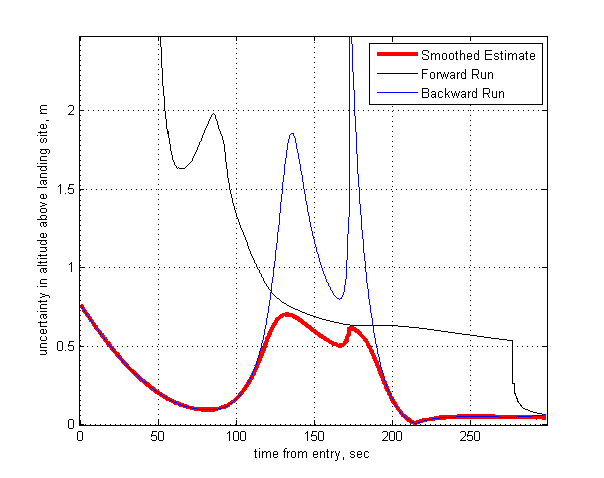 Smoothed Estimate
Forward Run
Backward Run
2
1.5
1
0.5
0
uncertainty in altitude above landing site, m
0 50 100 150 200 250
time from entry, sec